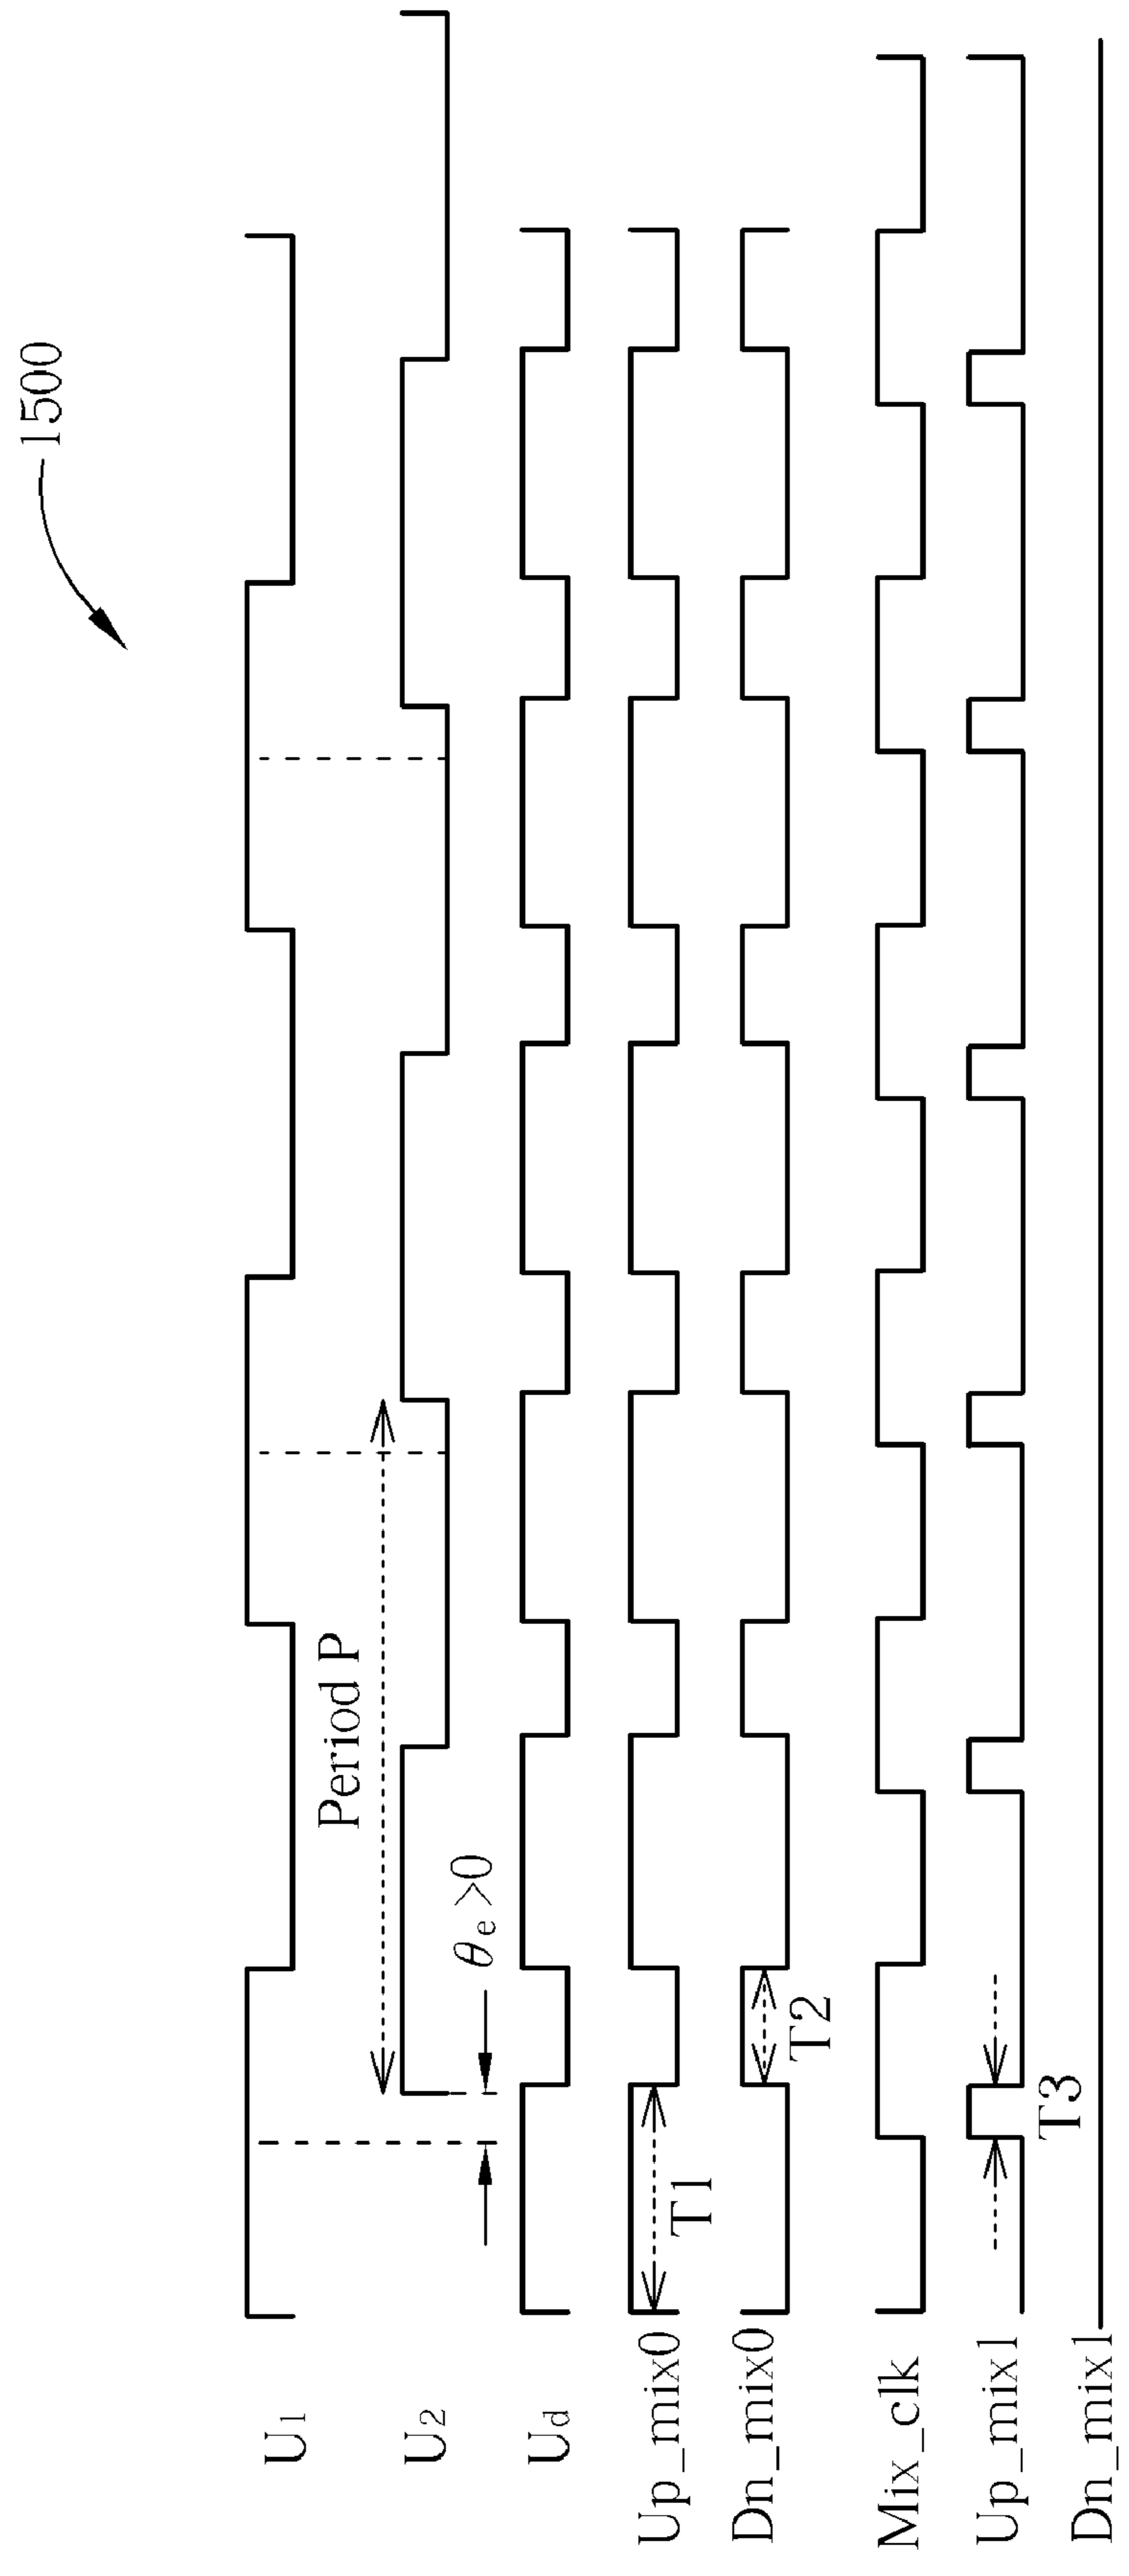 1500
U1
Period P
U2
θe>0
Ud
Up_mix0
T1
Dn_mix0
T2
Mix_clk
Up_mix1
T3
Dn_mix1